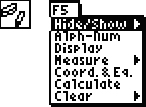 F5
Hide/Show
Alph-Num
Display
Measure
Coord. & Eq.
Calculate
Clear